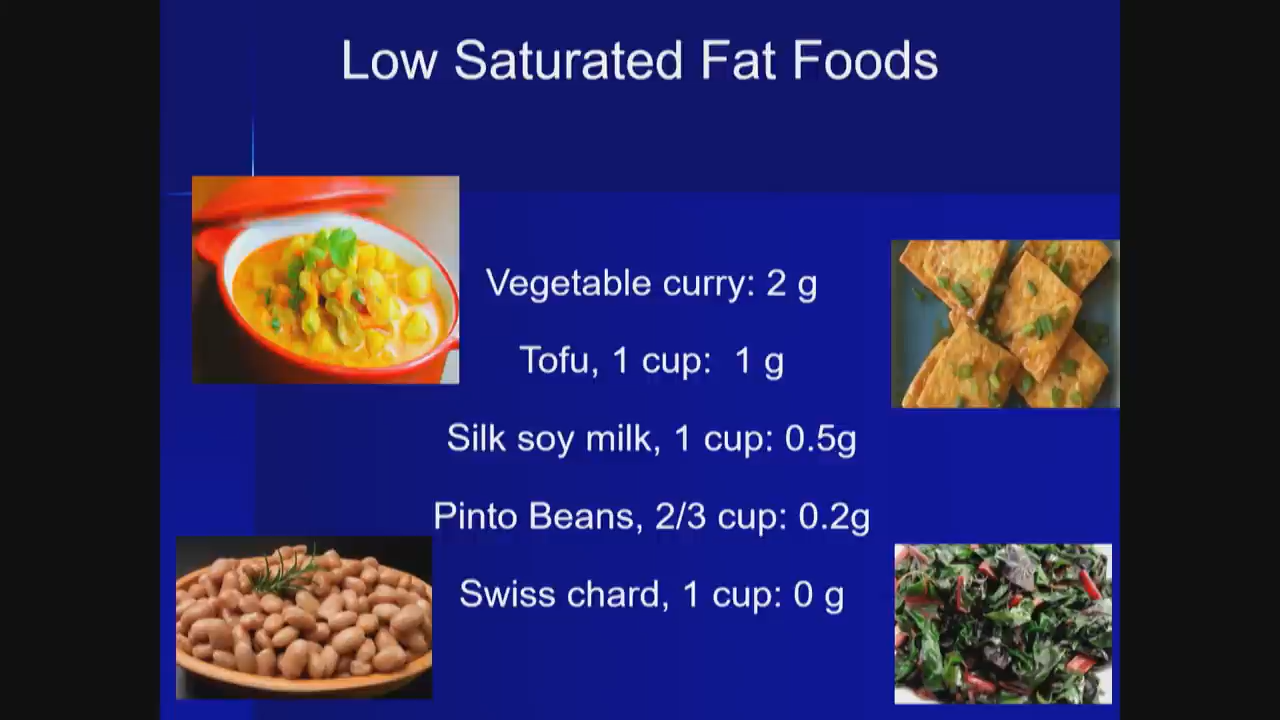 Low Saturated Fat Foods
Vegetable curry: 2 g
Tofu, 1 cup:  1 g
Silk soy milk, 1 cup: 0.5g
Pinto Beans, 2/3 cup: 0.2g
Swiss chard, 1 cup: 0 g